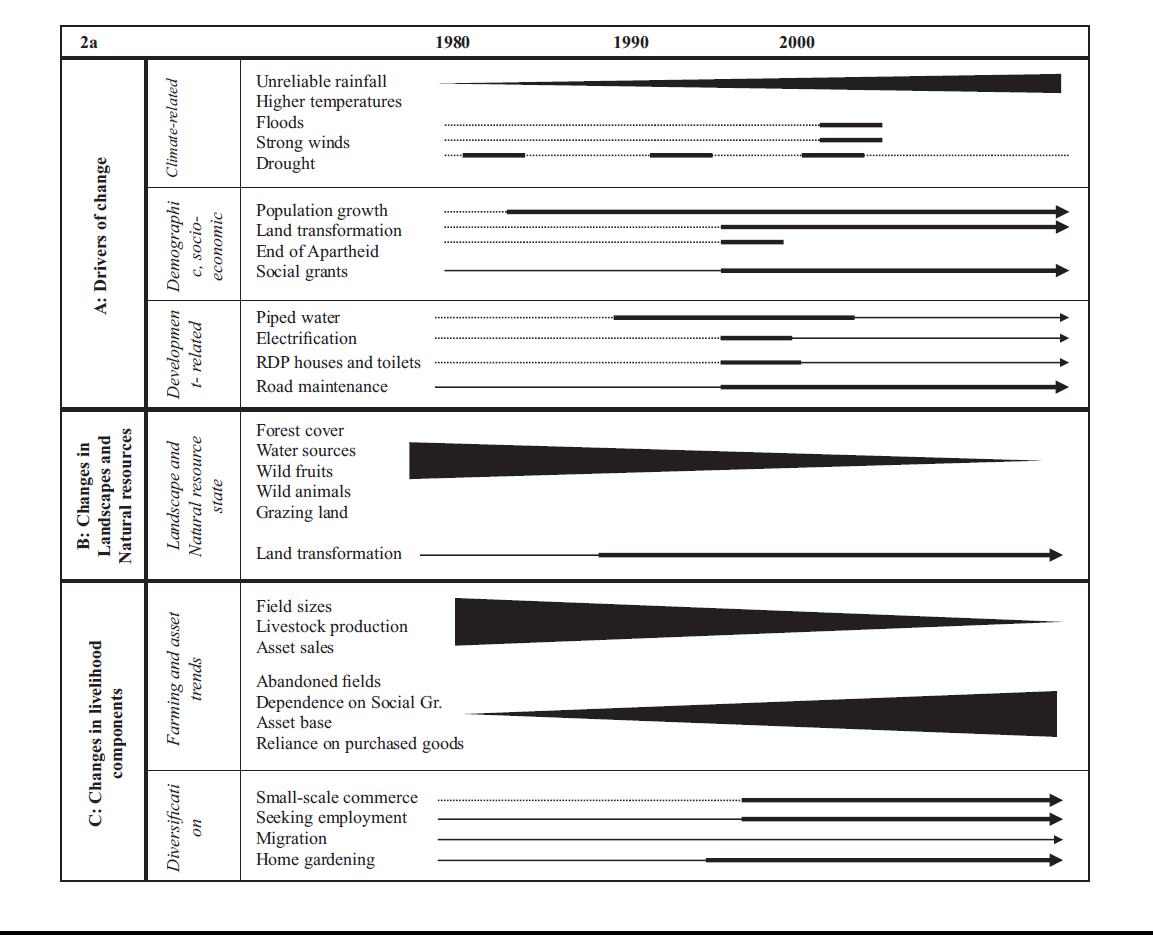 2a
1980
1990
2000
A: Drivers of change
Climate-related
Unreliable rainfall
Higher temperatures
Floods
Strong winds
Drought
Demographi
c, socio-
economic
Population growth
Land transformation
End of Apartheid
Social grants
Developmen
t- related
Piped water
Electrification
RDP houses and toilets
Road maintenance
B: Changes in
Landscapes and
Natural resources
Landscape and
Natural resource
state
Forest cover
Water sources
Wild fruits
Wild animals
Grazing land
Land transformation
C: Changes in livelihood
components
Farming and asset
trends
Field sizes
Livestock production
Asset sales
Abandoned fields
Dependence on Social Gr.
Asset base
Reliance on purchased goods
Diversificati
on
Small-scale commerce
Seeking employment
Migration
Home gardening